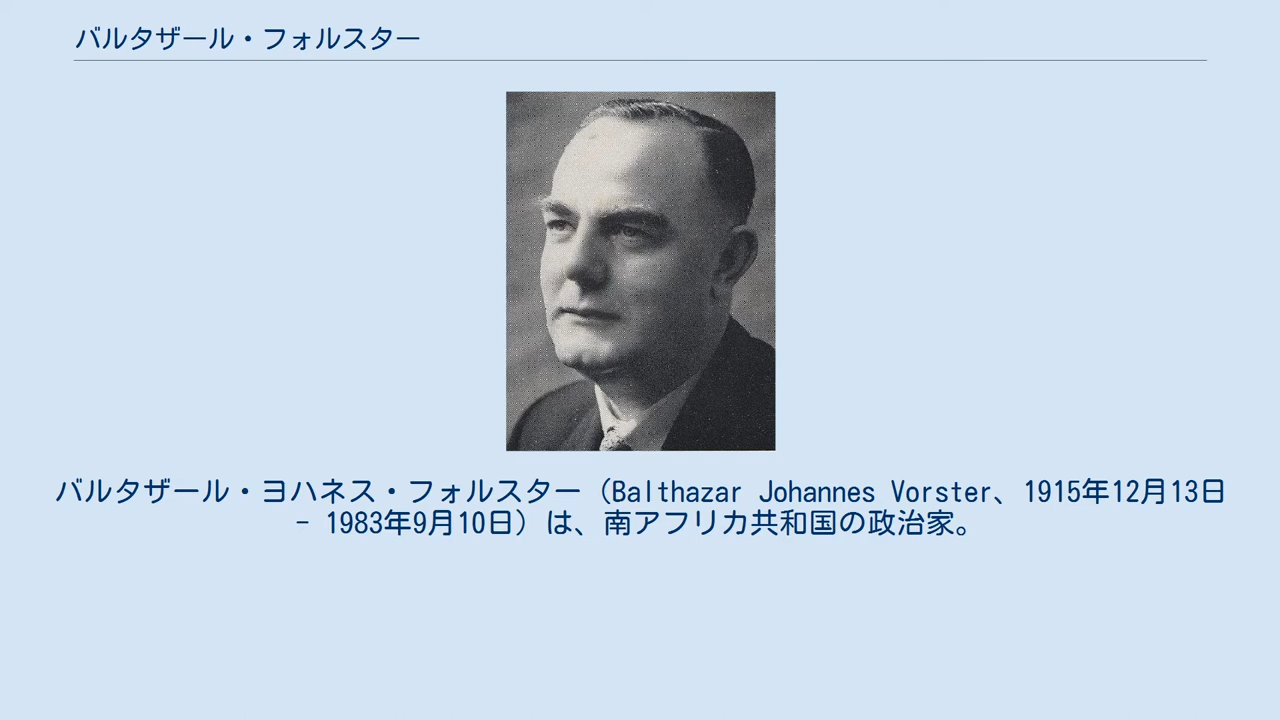 バルタザール・フォルスター
バルタザール・ヨハネス・フォルスター（Balthazar Johannes Vorster、1915年12月13日
– 1983年9月10日）は、南アフリカ共和国の政治家。